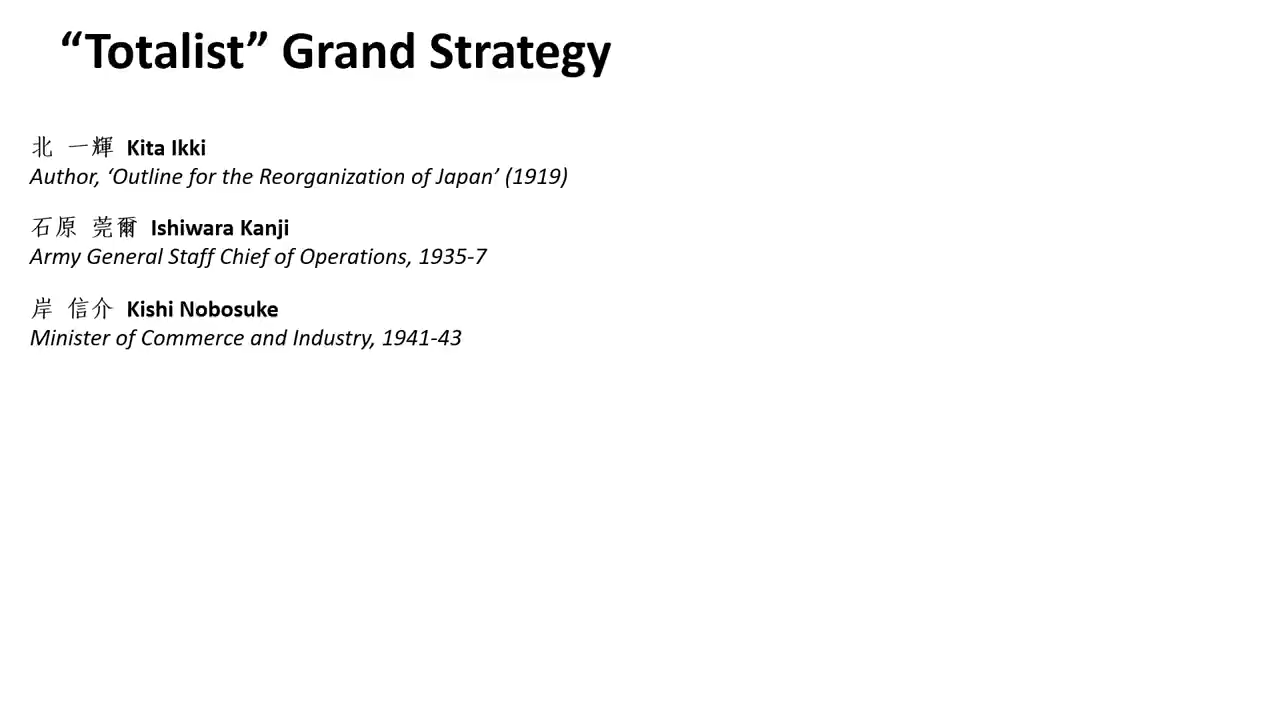 “Totalist” Grand Strategy
北 一輝 Kita Ikki
Author, ‘Outline for the Reorganization of Japan’ (1919)
石原 莞爾 Ishiwara Kanji
Army General Staff Chief of Operations, 1935-7
岸 信介 Kishi Nobosuke
Minister of Commerce and Industry, 1941-43